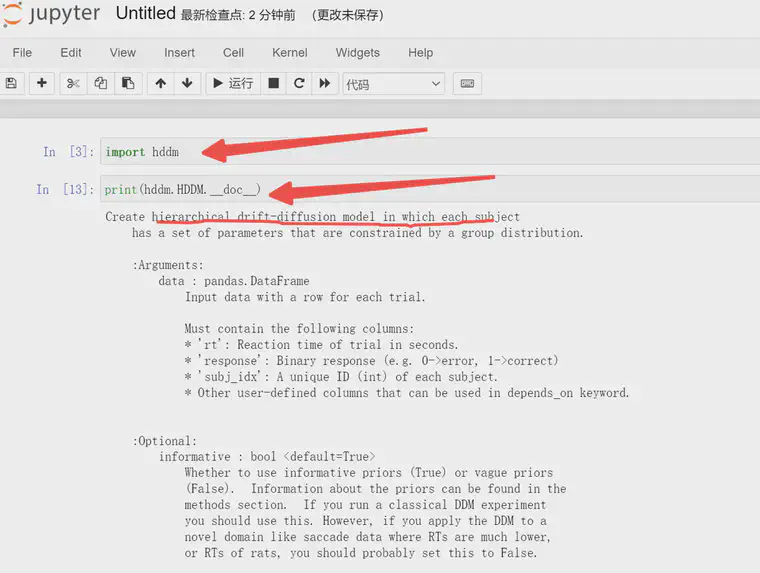 jupyter Untitled 最新检查点: 2 分钟前 (更改未保存)
File Edit View Insert Cell Kernel Widgets Help
运行 代码
In [3]: import hddm
In [13]: print(hddm.HDDM.__doc__)
Create hierarchical drift-diffusion model in which each subject
has a set of parameters that are constrained by a group distribution.
:Arguments:
data : pandas.DataFrame
Input data with a row for each trial.
Must contain the following columns:
* 'rt': Reaction time of trial in seconds.
* 'response': Binary response (e.g. 0->error, 1->correct)
* 'subj_idx': A unique ID (int) of each subject.
* Other user-defined columns that can be used in depends_on keyword.
:Optional:
informative : bool <default=True>
Whether to use informative priors (True) or vague priors
(False).  Information about the priors can be found in the
methods section.  If you run a classical DDM experiment
you should use this. However, if you apply the DDM to a
novel domain like saccade data where RTs are much lower,
or RTs of rats, you should probably set this to False.